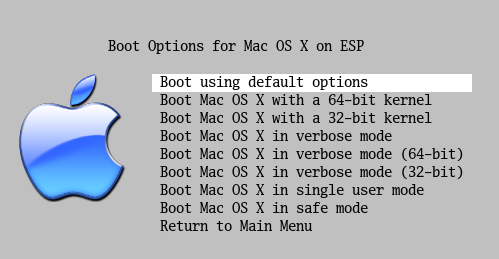 Boot Options for Mac OS X on ESP
Boot using default options
Boot Mac OS X with a 64-bit kernel
Boot Mac OS X with a 32-bit kernel
Boot Mac OS X in verbose mode
Boot Mac OS X in verbose mode (64-bit)
Boot Mac OS X in verbose mode (32-bit)
Boot Mac OS X in single user mode
Boot Mac OS X in safe mode
Return to Main Menu